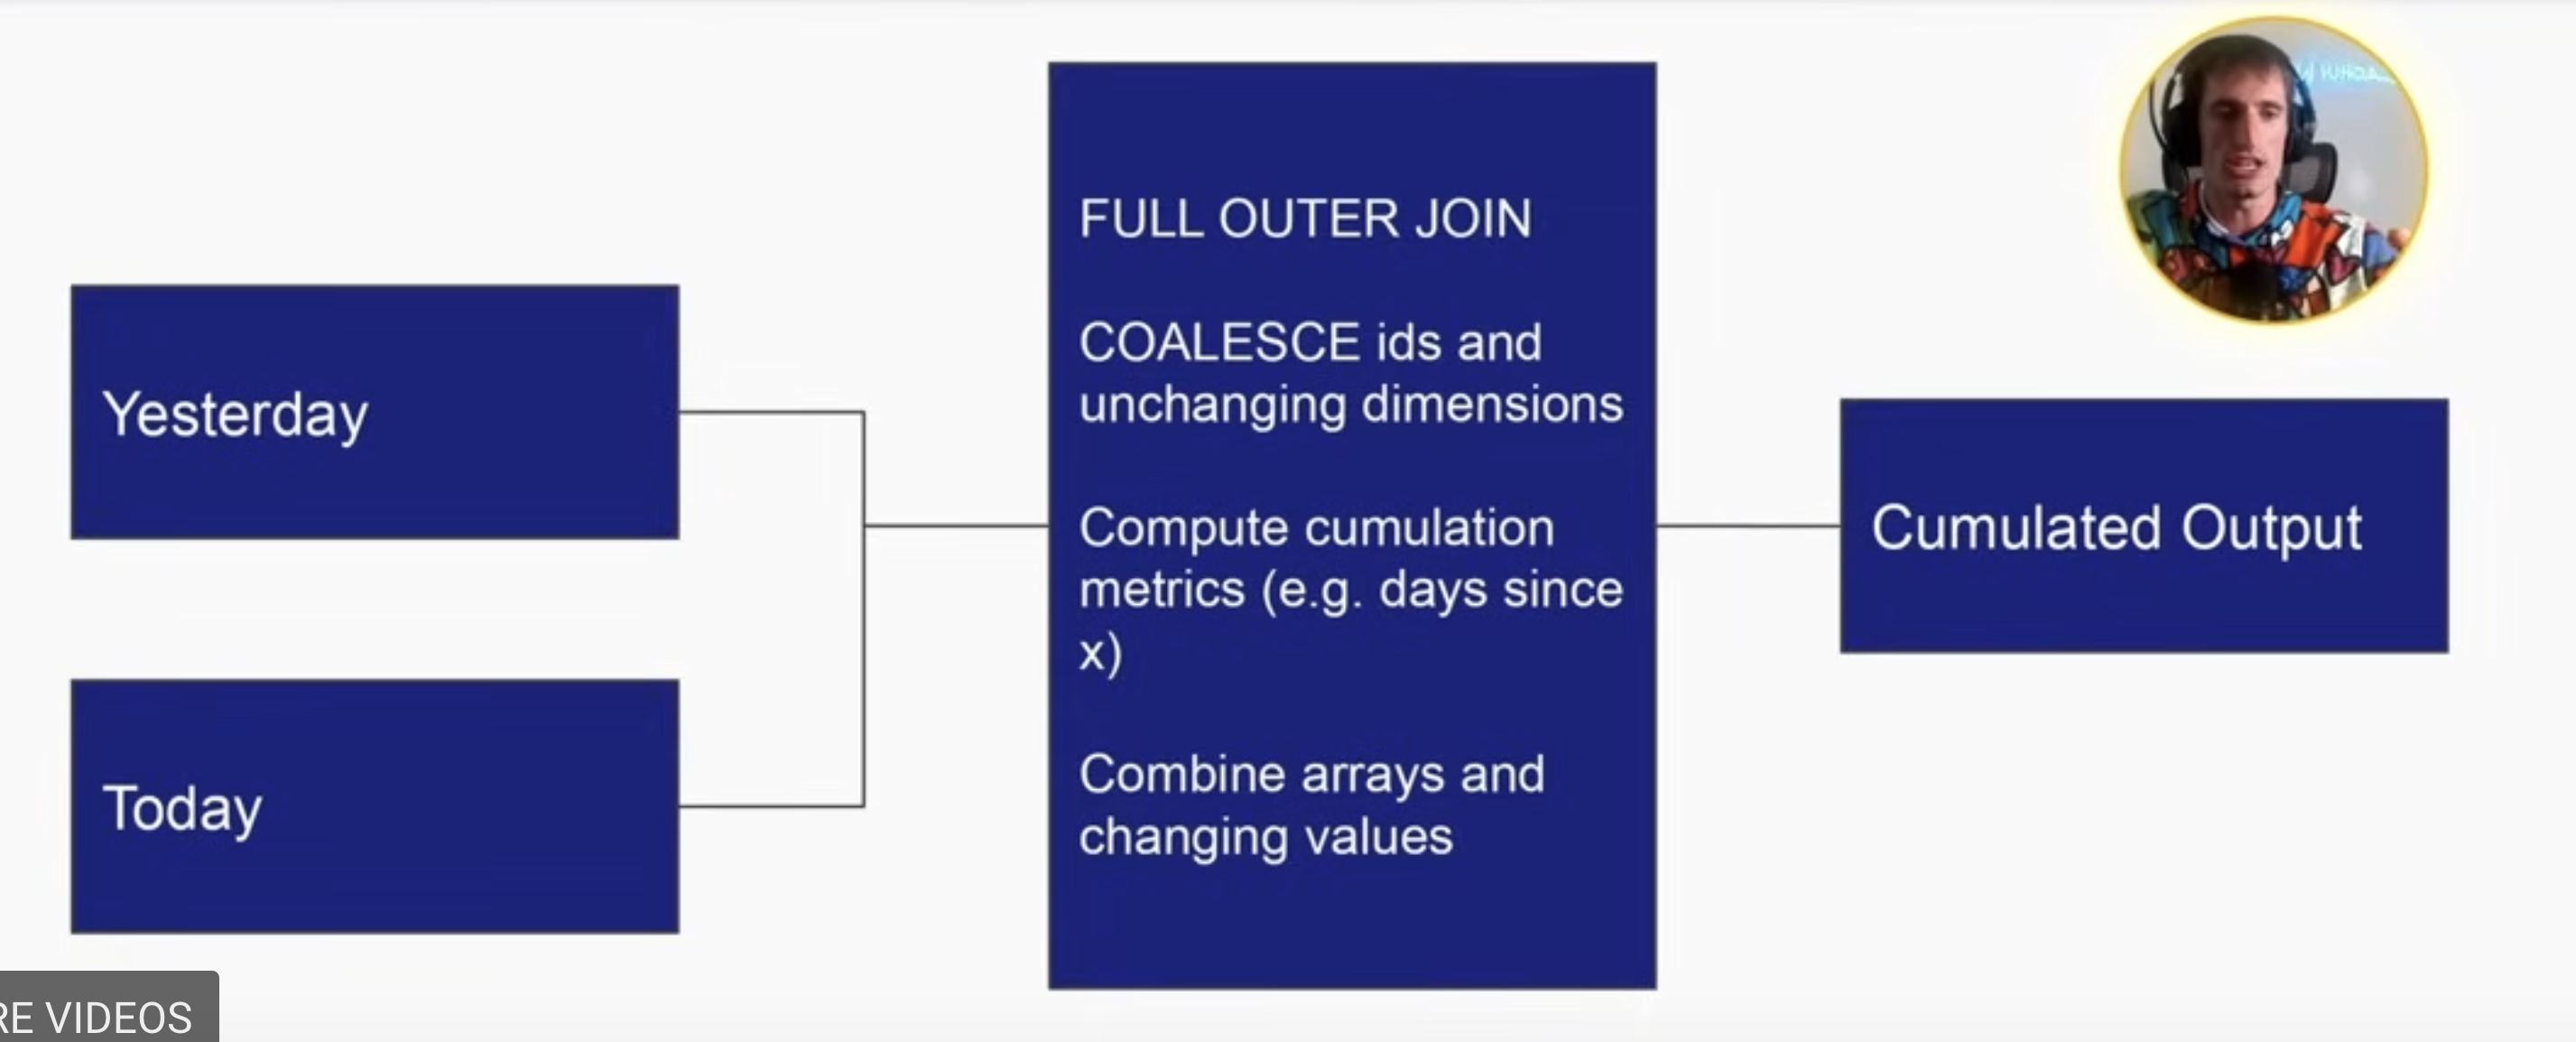 FULL OUTER JOIN
COALESCE ids and
unchanging dimensions
Yesterday
Compute cumulation
metrics (e.g. days since
x)
Cumulated Output
Combine arrays and
changing values
Today
RE VIDEOS